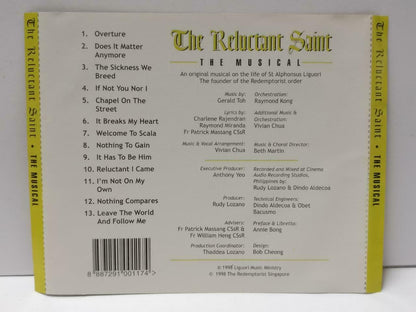 The Reluctant Saint • THE MUSICAL
1. Overture
2. Does It Matter
Anymore
3. The Sickness We
Breed
4. If Not You Nor I
5. Chapel On The
Street
6. It Breaks My Heart
7. Welcome To Scala
8. Nothing To Gain
9. It Has To Be Him
10. Reluctant I Came
11. I'm Not On My
Own
12. Nothing Compares
13. Leave The World
And Follow Me
8 887291 001174 >
The Reluctant Saint
THE MUSICAL
An original musical on the life of St Alphonsus Liguori
The founder of the Redemptorist order
Music by:
Gerald Toh
Orchestration:
Raymond Kong
Lyrics by:
Charlene Rajendran
Raymond Miranda
Fr Patrick Massang CSsR
Additional Music &
Orchestration:
Vivian Chua
Music & Vocal Arrangement:
Vivian Chua
Music & Choral Director:
Beth Martin
Executive Producer:
Anthony Yeo
Recorded and Mixed at Cinema
Audio Recording Studios,
Philippines by:
Rudy Lozano & Dindo Aldecoa
Producer:
Rudy Lozano
Technical Engineers:
Dindo Aldecoa & Obet
Bacusmo
Advisers:
Fr Patrick Massang CSsR &
Fr William Heng CSsR
Preface & Libretto:
Annie Bong
Production Coordinator:
Thaddea Lozano
Design:
Bob Cheong
℗ 1998 Liguori Music Ministry
© 1998 The Redemptorist Singapore
The Reluctant Saint • THE MUSICAL